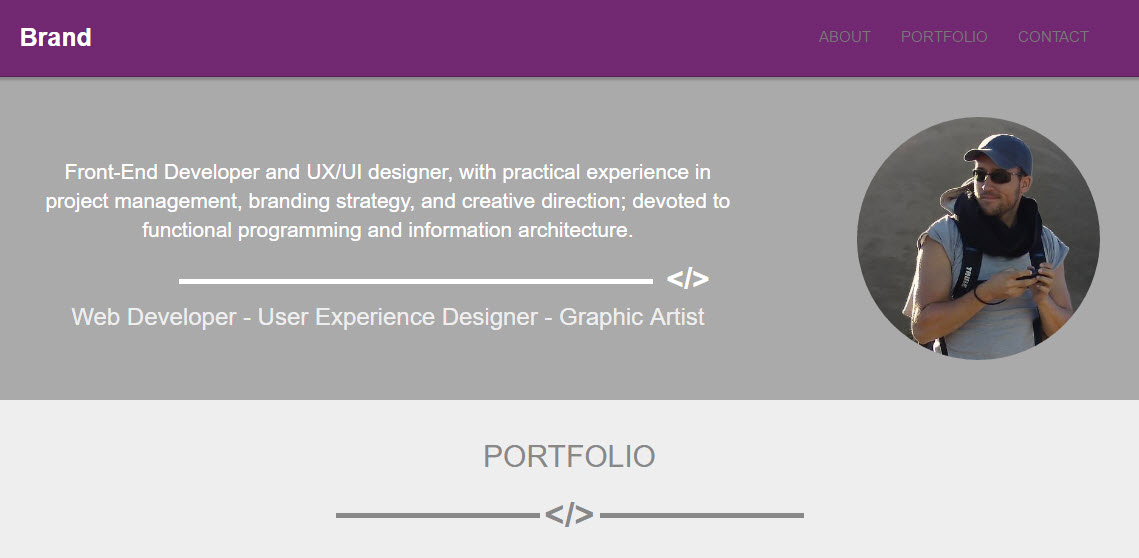 Brand
ABOUT PORTFOLIO CONTACT
Front-End Developer and UX/UI designer, with practical experience in
project management, branding strategy, and creative direction; devoted to
functional programming and information architecture.
</>
Web Developer - User Experience Designer - Graphic Artist
THULE
PORTFOLIO
</>